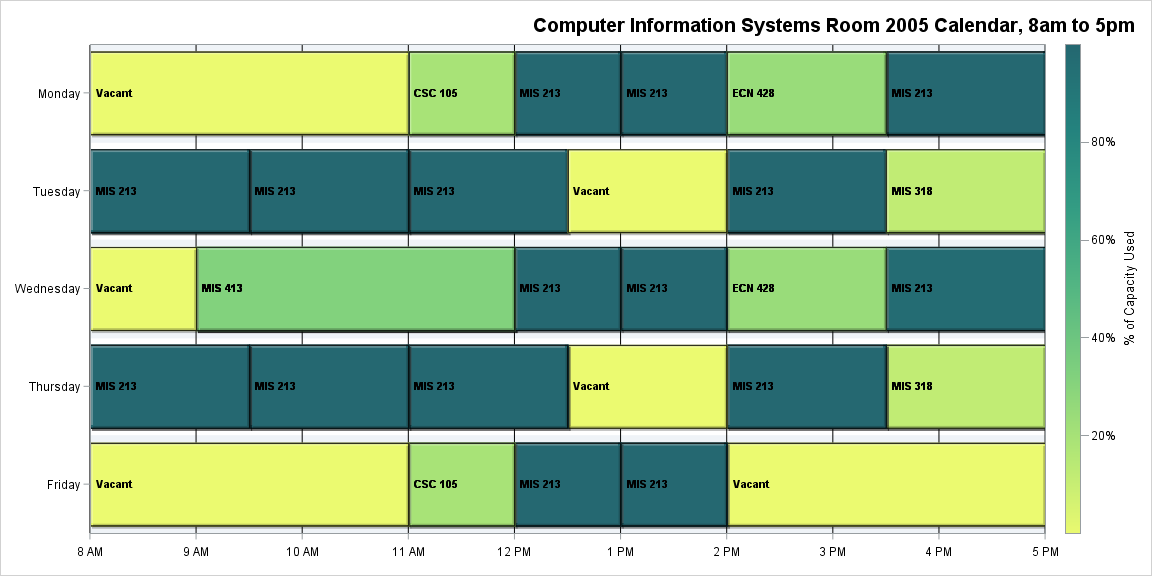 Computer Information Systems Room 2005 Calendar, 8am to 5pm
Monday
Vacant
CSC 105
MIS 213
MIS 213
ECN 428
MIS 213
Tuesday
MIS 213
MIS 213
MIS 213
Vacant
MIS 213
MIS 318
Wednesday
Vacant
MIS 413
MIS 213
MIS 213
ECN 428
MIS 213
Thursday
MIS 213
MIS 213
MIS 213
Vacant
MIS 213
MIS 318
Friday
Vacant
CSC 105
MIS 213
MIS 213
Vacant
8 AM
9 AM
10 AM
11 AM
12 PM
1 PM
2 PM
3 PM
4 PM
5 PM
80%
60%
40%
20%
% of Capacity Used